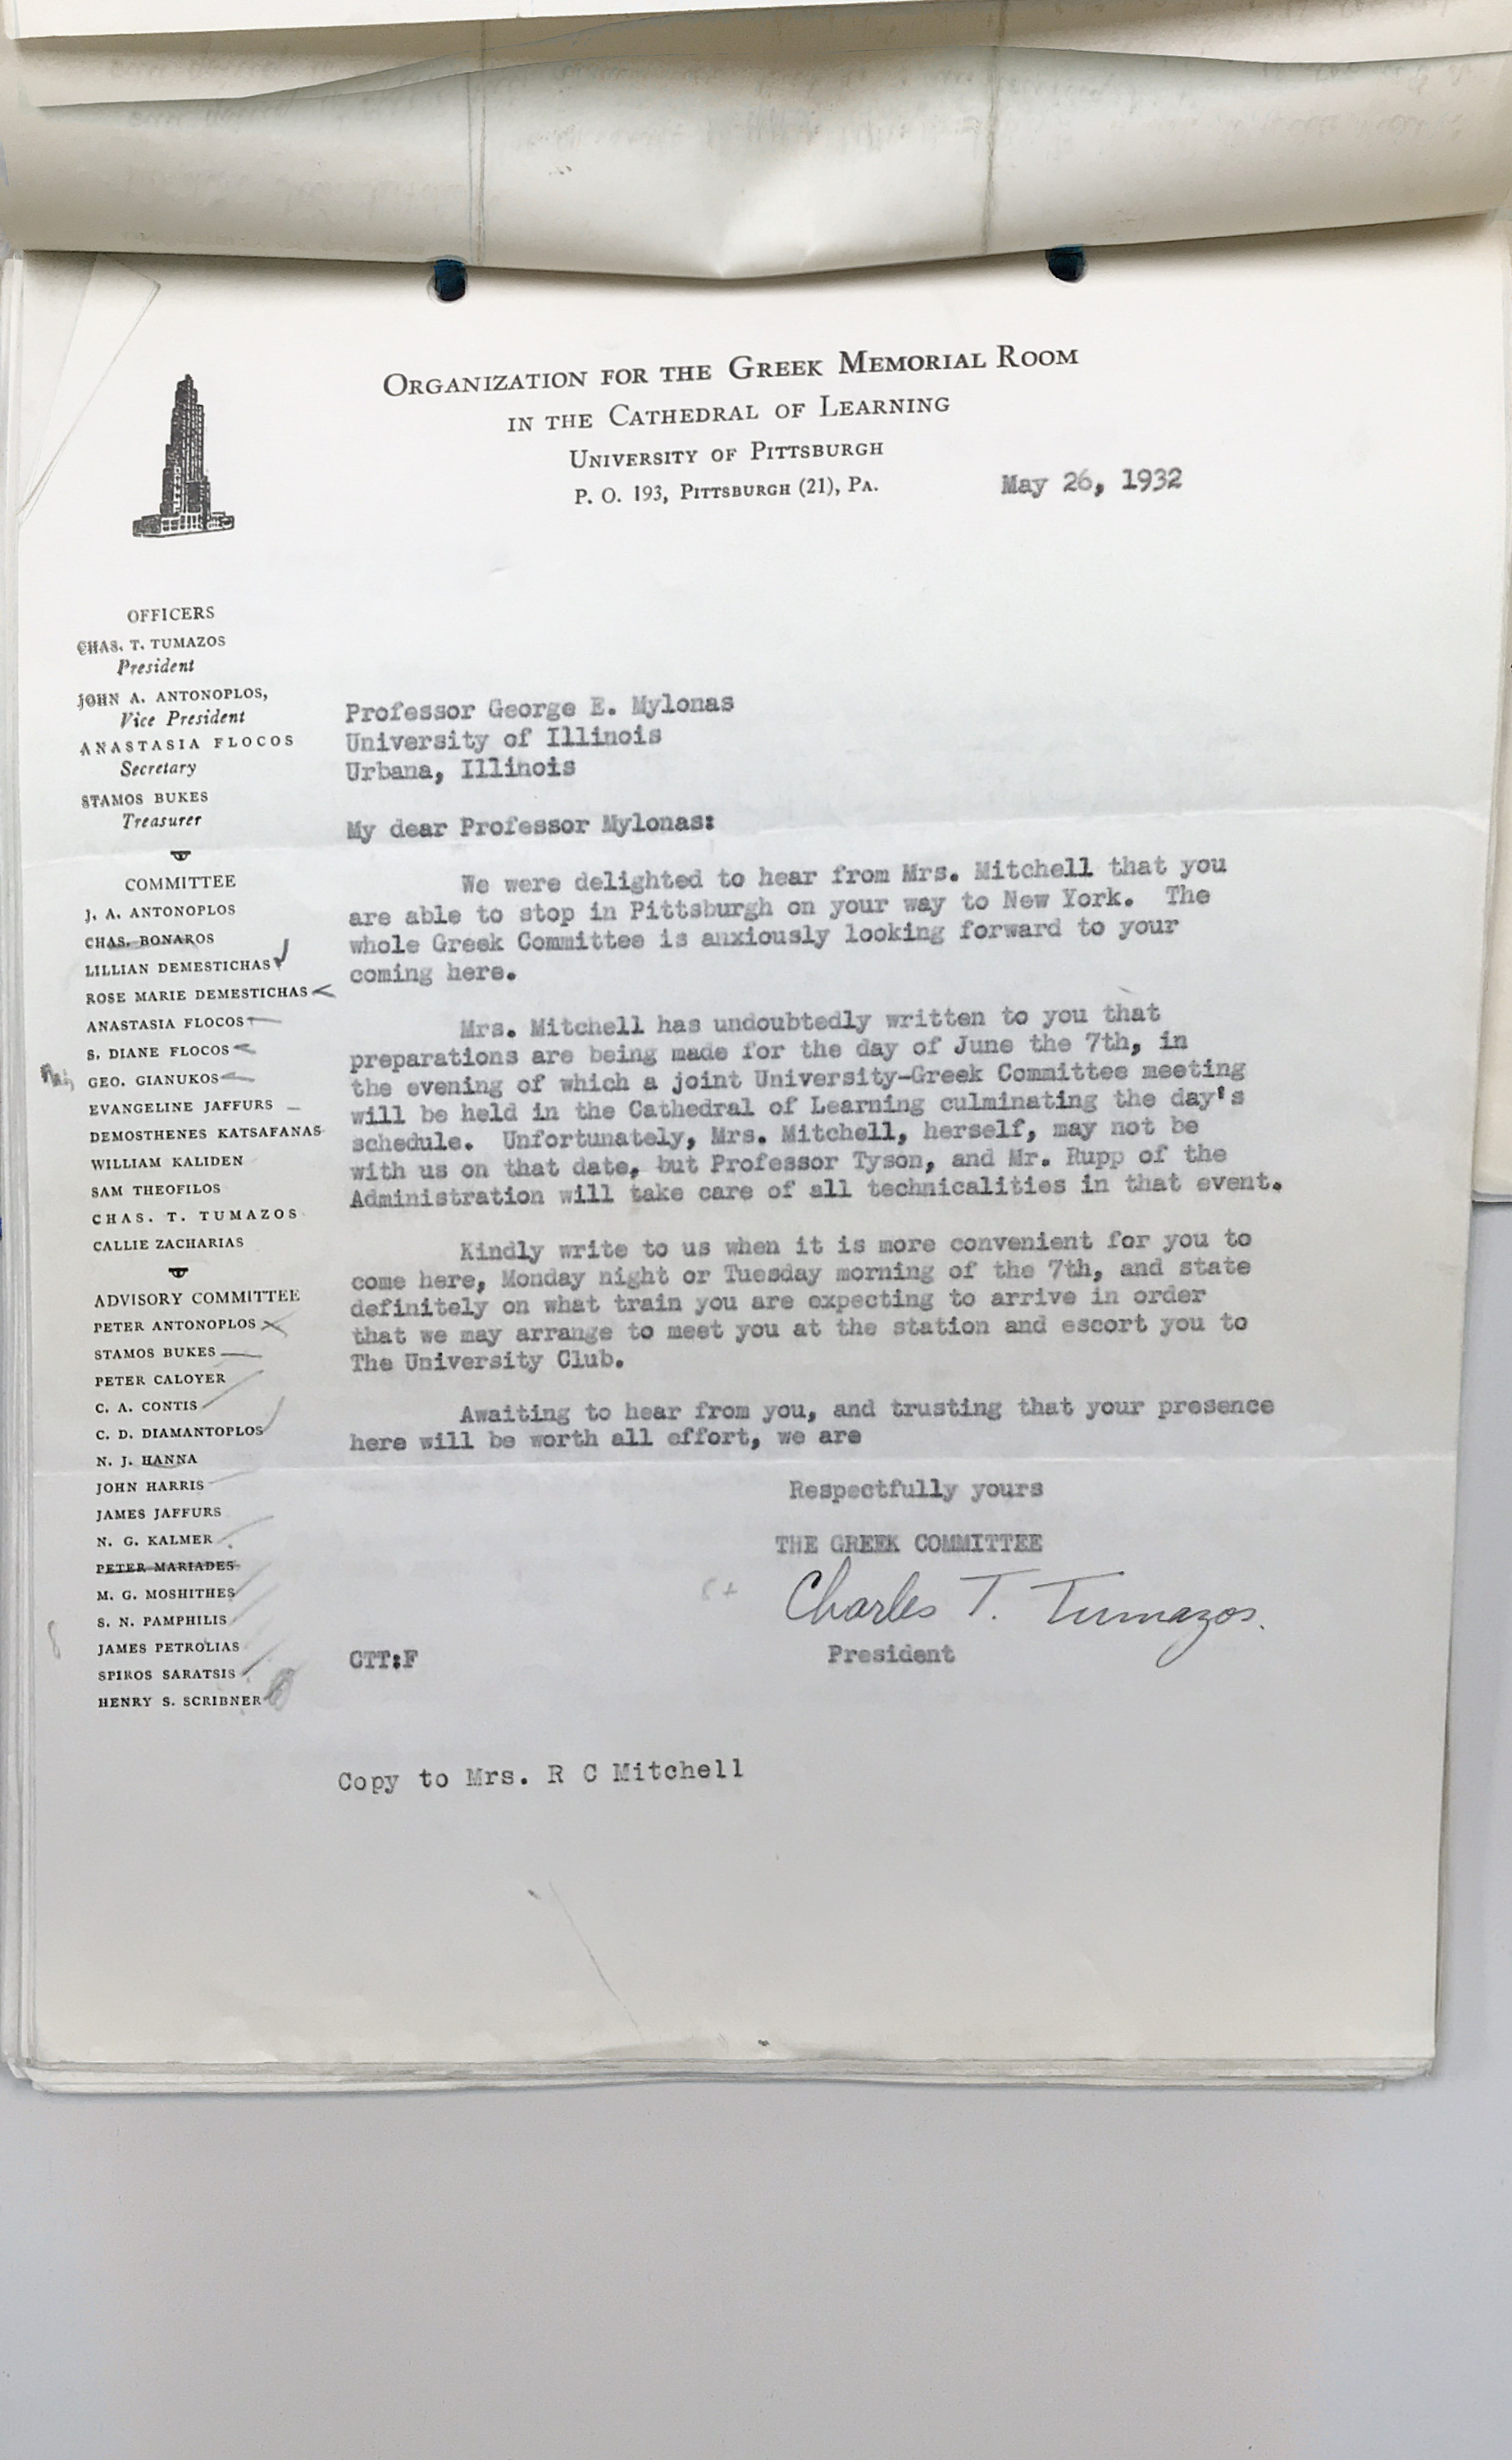 ORGANIZATION FOR THE GREEK MEMORIAL ROOM
IN THE CATHEDRAL OF LEARNING
UNIVERSITY OF PITTSBURGH
P. O. 193, PITTSBURGH (21), PA.
May 26, 1932
OFFICERS
CHAS. T. TUMAZOS
President
JOHN A. ANTONOPLOS,
Vice President
ANASTASIA FLOCOS
Secretary
STAMOS BUKES
Treasurer
COMMITTEE
J. A. ANTONOPLOS
CHAS. BONAROS
LILLIAN DEMESTICHAS
ROSE MARIE DEMESTICHAS
ANASTASIA FLOCOS
S. DIANE FLOCOS
GEO. GIANUKOS
EVANGELINE JAFFURS
DEMOSTHENES KATSAFANAS
WILLIAM KALIDEN
SAM THEOFILOS
CHAS. T. TUMAZOS
CALLIE ZACHARIAS
ADVISORY COMMITTEE
PETER ANTONOPLOS
STAMOS BUKES
PETER CALOYER
C. A. CONTIS
C. D. DIAMANTOPLOS
N. J. HANNA
JOHN HARRIS
JAMES JAFFURS
N. G. KALMER
PETER MARIADES
M. G. MOSHITHES
S. N. PAMPHILIS
JAMES PETROLIAS
SPIROS SARATSIS
HENRY S. SCRIBNER
Professor George E. Mylonas
University of Illinois
Urbana, Illinois
My dear Professor Mylonas:
We were delighted to hear from Mrs. Mitchell that you
are able to stop in Pittsburgh on your way to New York. The
whole Greek Committee is anxiously looking forward to your
coming here.
Mrs. Mitchell has undoubtedly written to you that
preparations are being made for the day of June the 7th, in
the evening of which a joint University-Greek Committee meeting
will be held in the Cathedral of Learning culminating the day's
schedule. Unfortunately, Mrs. Mitchell, herself, may not be
with us on that date, but Professor Tyson, and Mr. Rupp of the
Administration will take care of all technicalities in that event.
Kindly write to us when it is more convenient for you to
come here, Monday night or Tuesday morning of the 7th, and state
definitely on what train you are expecting to arrive in order
that we may arrange to meet you at the station and escort you to
The University Club.
Awaiting to hear from you, and trusting that your presence
here will be worth all effort, we are
Respectfully yours
THE GREEK COMMITTEE
Charles T. Tumazos.
President
CTT:F
Copy to Mrs. R C Mitchell